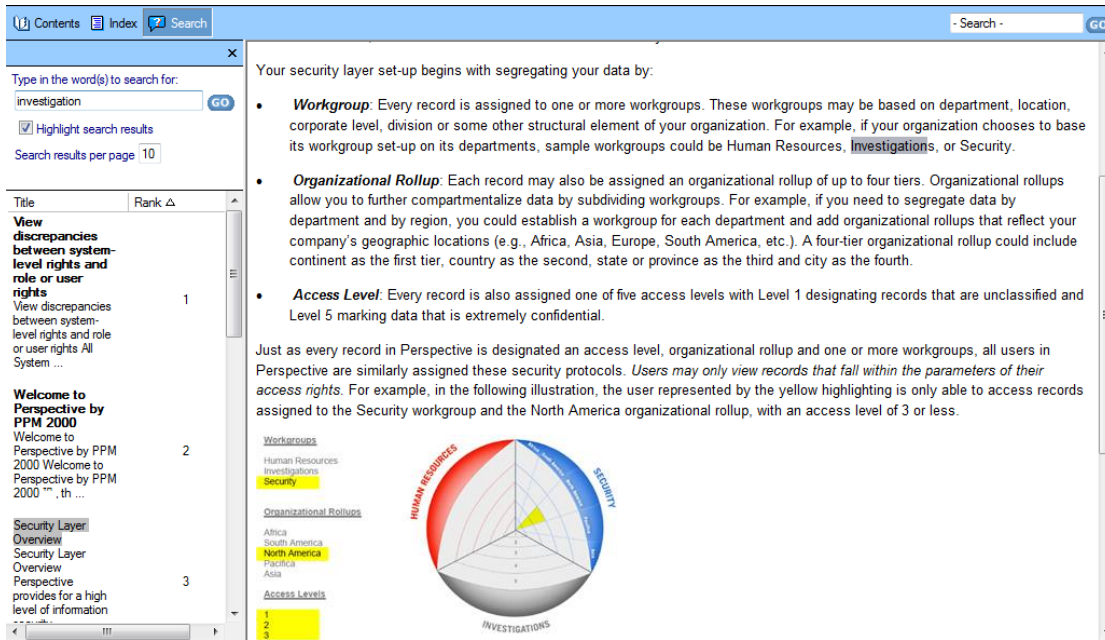 Contents Index Search
- Search -
GO
Type in the word(s) to search for:
investigation
GO
Highlight search results
Search results per page 10
Title Rank
View
discrepancies
between system-
level rights and
role or user
rights
View discrepancies
between system-
level rights and role
or user rights All
System ...
1
Welcome to
Perspective by
PPM 2000
Welcome to
Perspective by PPM
2000 Welcome to
Perspective by PPM
2000 ™ , th ...
2
Security Layer
Overview
Security Layer
Overview
Perspective
provides for a high
level of information
3
Your security layer set-up begins with segregating your data by:
• Workgroup: Every record is assigned to one or more workgroups. These workgroups may be based on department, location,
corporate level, division or some other structural element of your organization. For example, if your organization chooses to base
its workgroup set-up on its departments, sample workgroups could be Human Resources, Investigations, or Security.
• Organizational Rollup: Each record may also be assigned an organizational rollup of up to four tiers. Organizational rollups
allow you to further compartmentalize data by subdividing workgroups. For example, if you need to segregate data by
department and by region, you could establish a workgroup for each department and add organizational rollups that reflect your
company's geographic locations (e.g., Africa, Asia, Europe, South America, etc.). A four-tier organizational rollup could include
continent as the first tier, country as the second, state or province as the third and city as the fourth.
• Access Level: Every record is also assigned one of five access levels with Level 1 designating records that are unclassified and
Level 5 marking data that is extremely confidential.
Just as every record in Perspective is designated an access level, organizational rollup and one or more workgroups, all users in
Perspective are similarly assigned these security protocols. Users may only view records that fall within the parameters of their
access rights. For example, in the following illustration, the user represented by the yellow highlighting is only able to access records
assigned to the Security workgroup and the North America organizational rollup, with an access level of 3 or less.
Workgroups
Human Resources
Investigations
Security
Organizational Rollups
Africa
South America
North America
Pacifica
Asia
Access Levels
1
2
3
HUMAN RESOURCES
SECURITY
INVESTIGATIONS